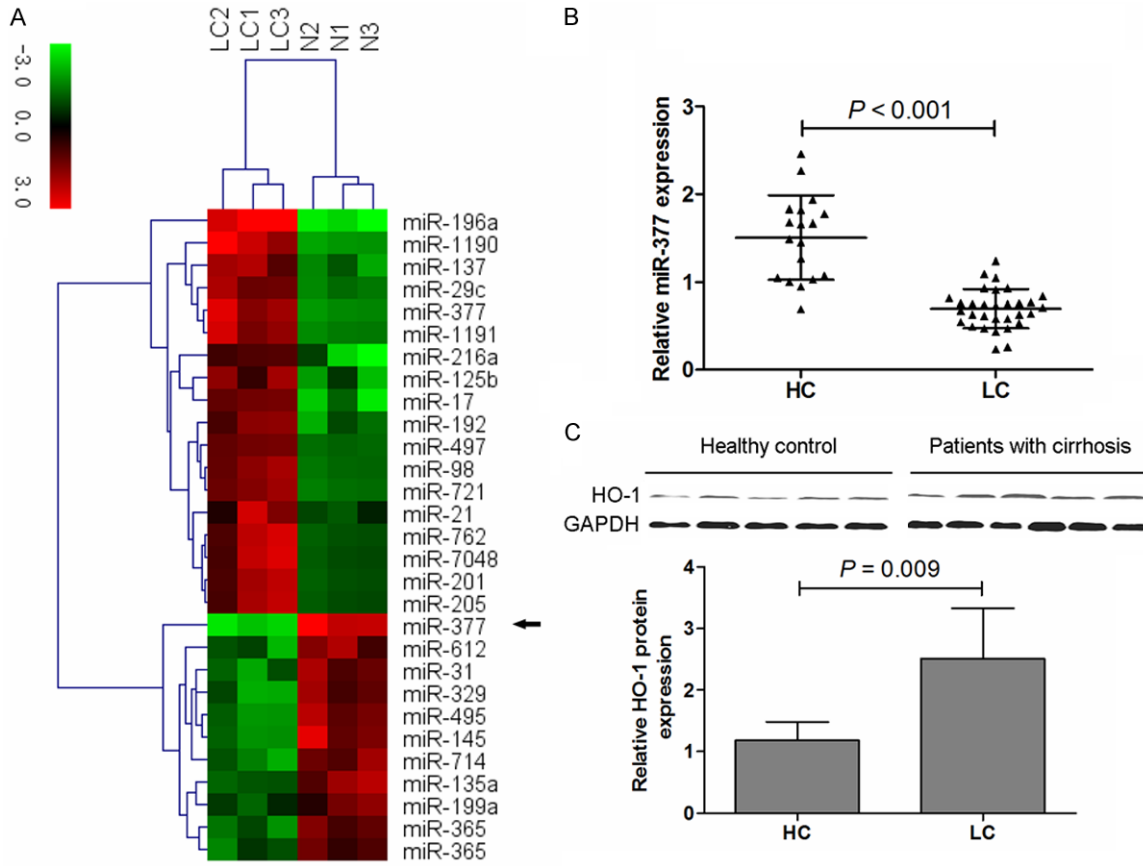 A
LC2 LC1 LC3 N2 N1 N3
-3.0 0.0 3.0
miR-196a
miR-1190
miR-137
miR-29c
miR-377
miR-1191
miR-216a
miR-125b
miR-17
miR-192
miR-497
miR-98
miR-721
miR-21
miR-762
miR-7048
miR-201
miR-205
miR-377
miR-612
miR-31
miR-329
miR-495
miR-145
miR-714
miR-135a
miR-199a
miR-365
miR-365
B
Relative miR-377 expression
3
2
1
0
P < 0.001
HC LC
C
Healthy control Patients with cirrhosis
HO-1
GAPDH
Relative HO-1 protein
expression
4
3
2
1
0
P = 0.009
HC LC